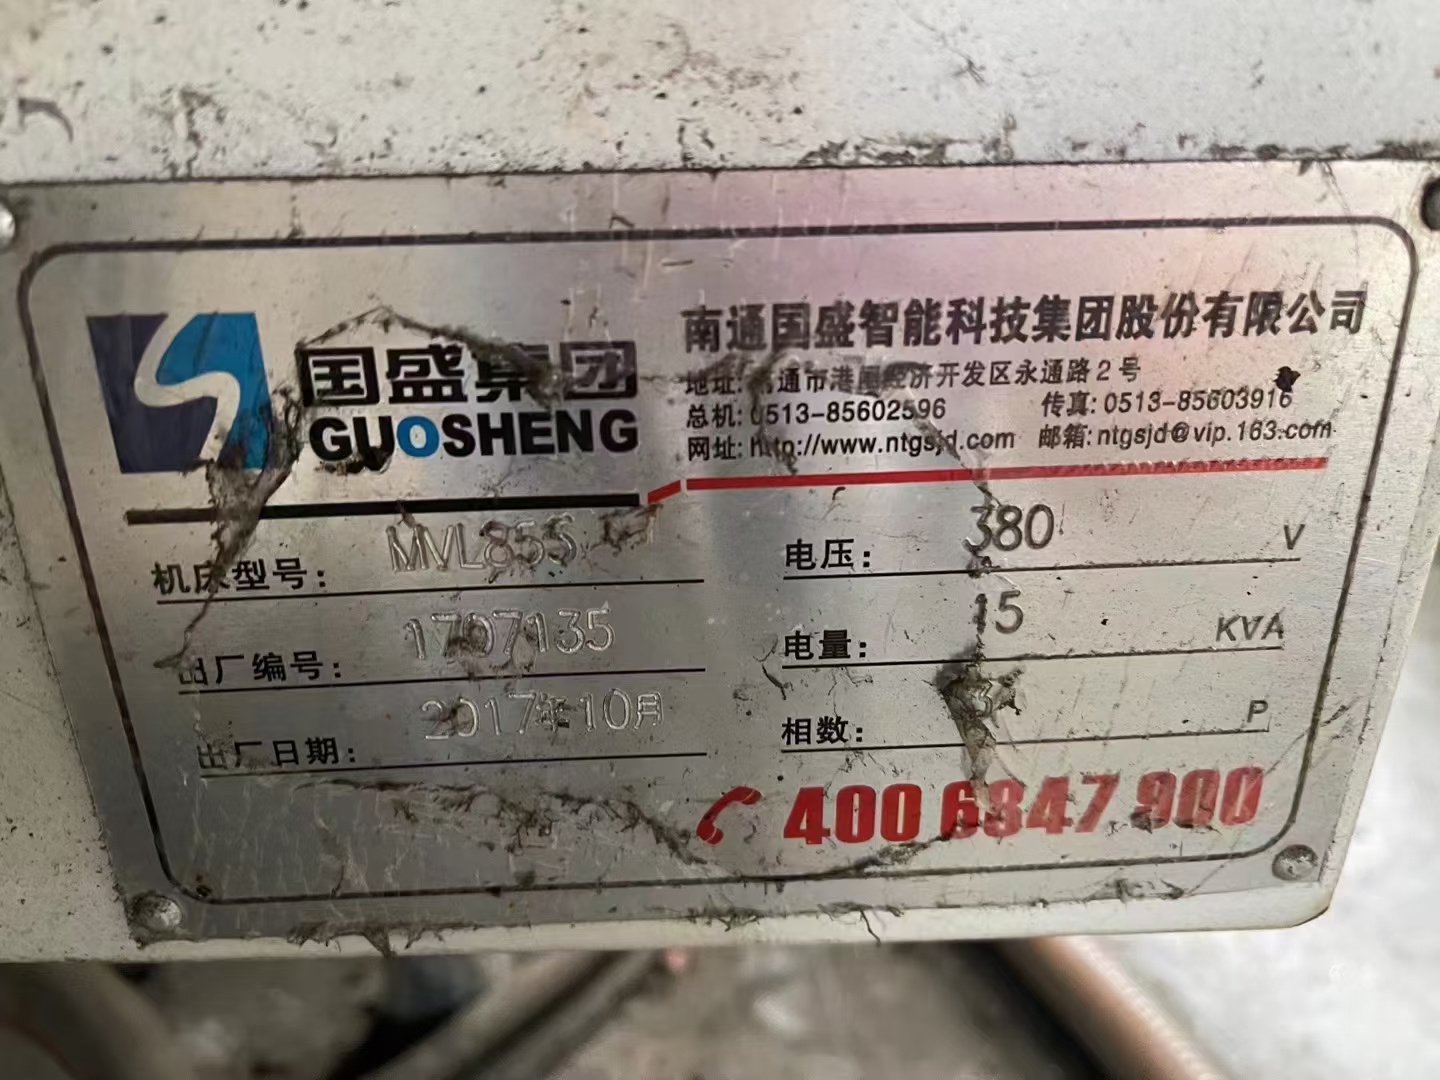 国盛集团
GUOSHENG
南通国盛智能科技集团股份有限公司
地址:南通市港闸经济开发区永通路2号
总机:0513-85602596 传真:0513-85603916
网址:http://www.ntgsjd.com 邮箱:ntgsjd@vip.163.com
机床型号: MVL85S
出厂编号: 1707135
出厂日期: 2017年10月
电压: 380 V
电量: 15 KVA
相数: 3 P
400 6847 900